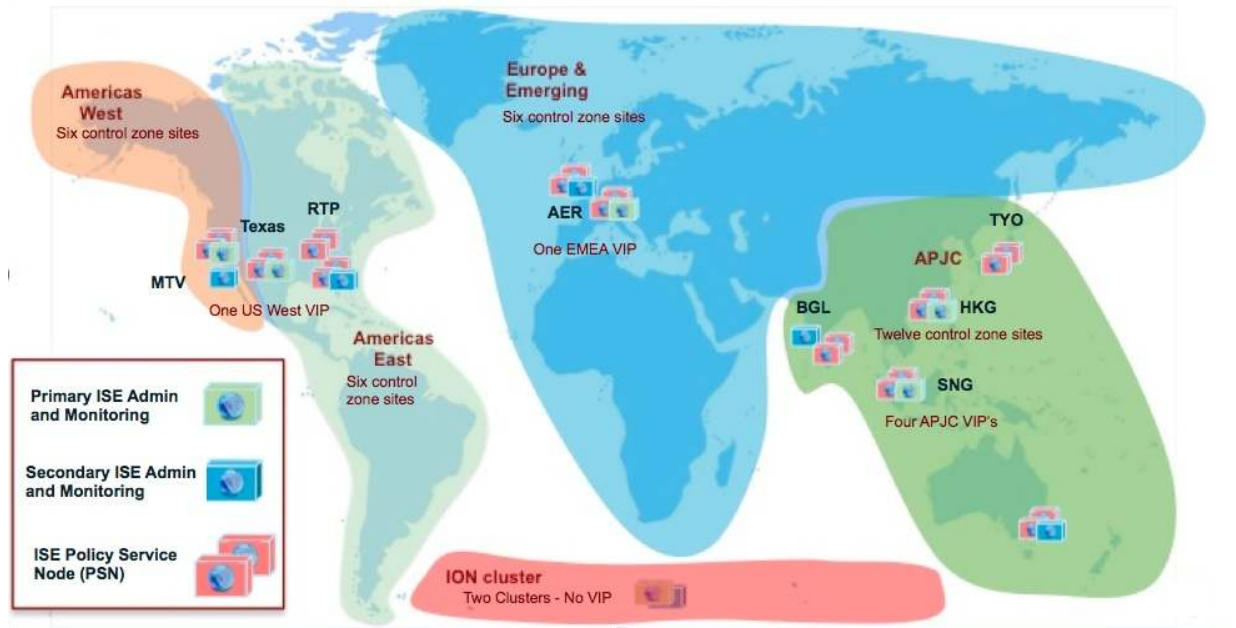 Americas
West
Six control zone sites
Europe &
Emerging
Six control zone sites
RTP
Texas
MTV
One US West VIP
AER
One EMEA VIP
TYO
APJC
BGL
HKG
Twelve control zone sites
SNG
Four APJC VIP's
Americas
East
Six control
zone sites
Primary ISE Admin
and Monitoring
Secondary ISE Admin
and Monitoring
ISE Policy Service
Node (PSN)
ION cluster
Two Clusters - No VIP